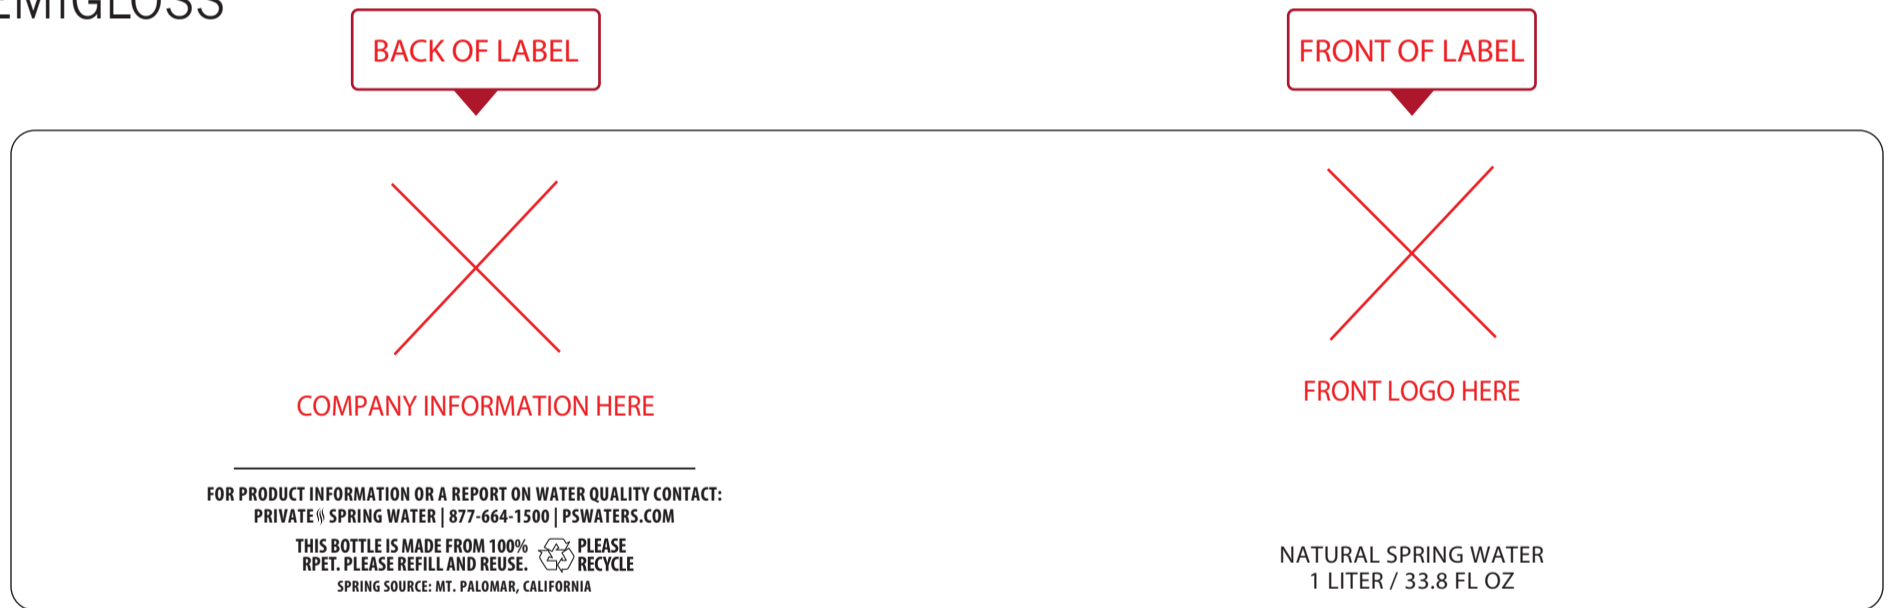 BACK OF LABEL
FRONT OF LABEL
COMPANY INFORMATION HERE
FRONT LOGO HERE
FOR PRODUCT INFORMATION OR A REPORT ON WATER QUALITY CONTACT:
PRIVATE SPRING WATER | 877-664-1500 | PSWATERS.COM
THIS BOTTLE IS MADE FROM 100%
RPET. PLEASE REFILL AND REUSE.
PLEASE
RECYCLE
SPRING SOURCE: MT. PALOMAR, CALIFORNIA
NATURAL SPRING WATER
1 LITER / 33.8 FL OZ